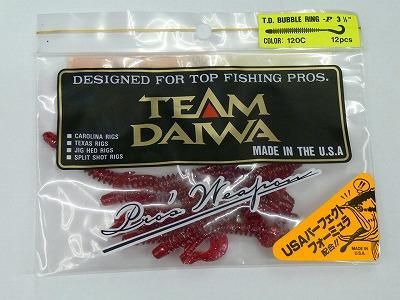 T.D. BUBBLE RING -P 3 ½"
COLOR: 120C 12pcs
DESIGNED FOR TOP FISHING PROS.
TEAM
DAIWA
CAROLINA RIGS
TEXAS RIGS
JIG HED RIGS
SPLIT SHOT RIGS
MADE IN THE U.S.A
Pro's Weapon
USAパーフェクト
フォーミュラ
配合!!
MADE IN
U.S.A.